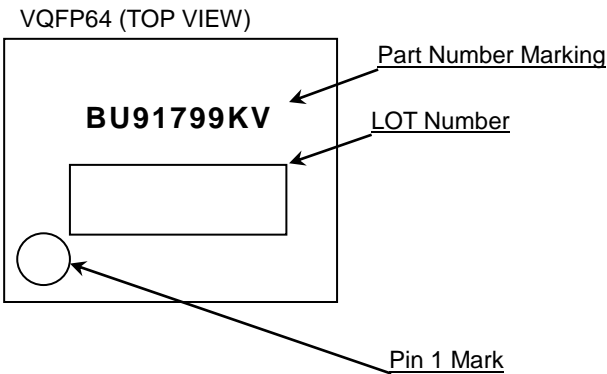 VQFP64 (TOP VIEW)
Part Number Marking
BU91799KV
LOT Number
Pin 1 Mark